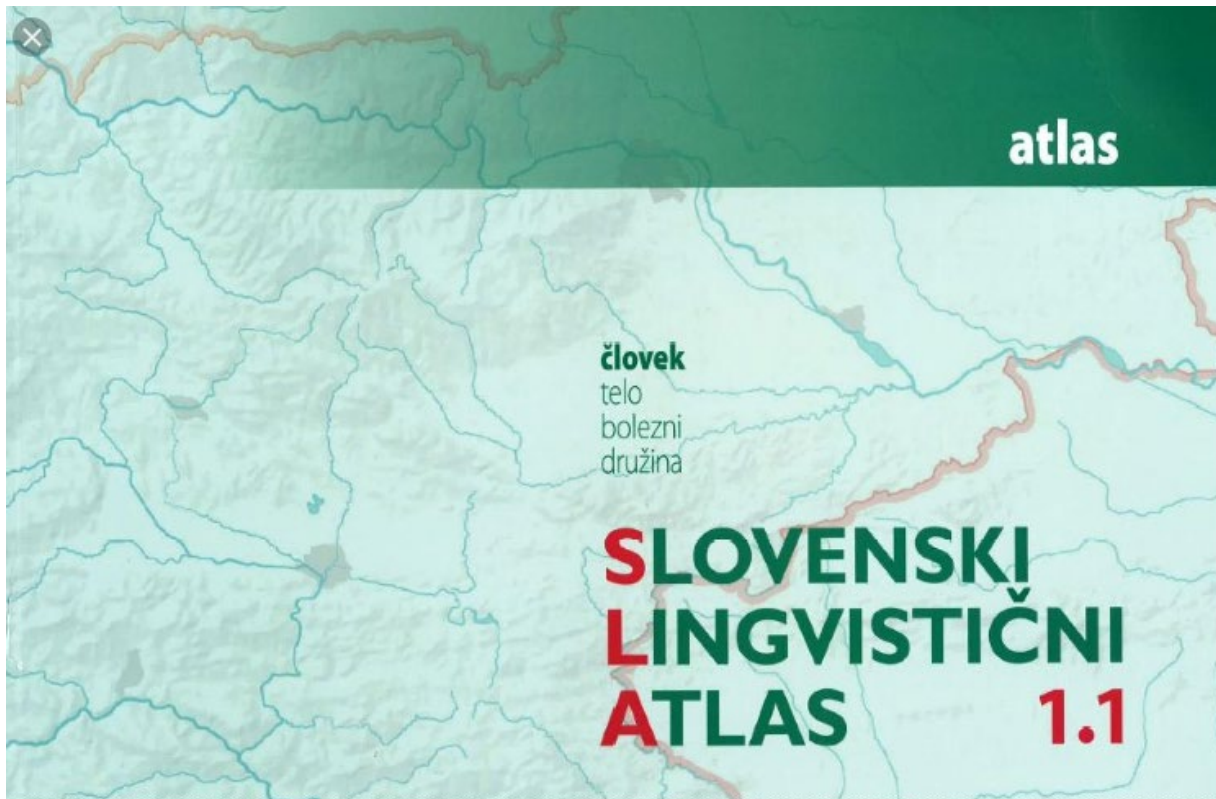 atlas
človek
telo
bolezni
družina
SLOVENSKI
LINGVISTIČNI
ATLAS 1.1